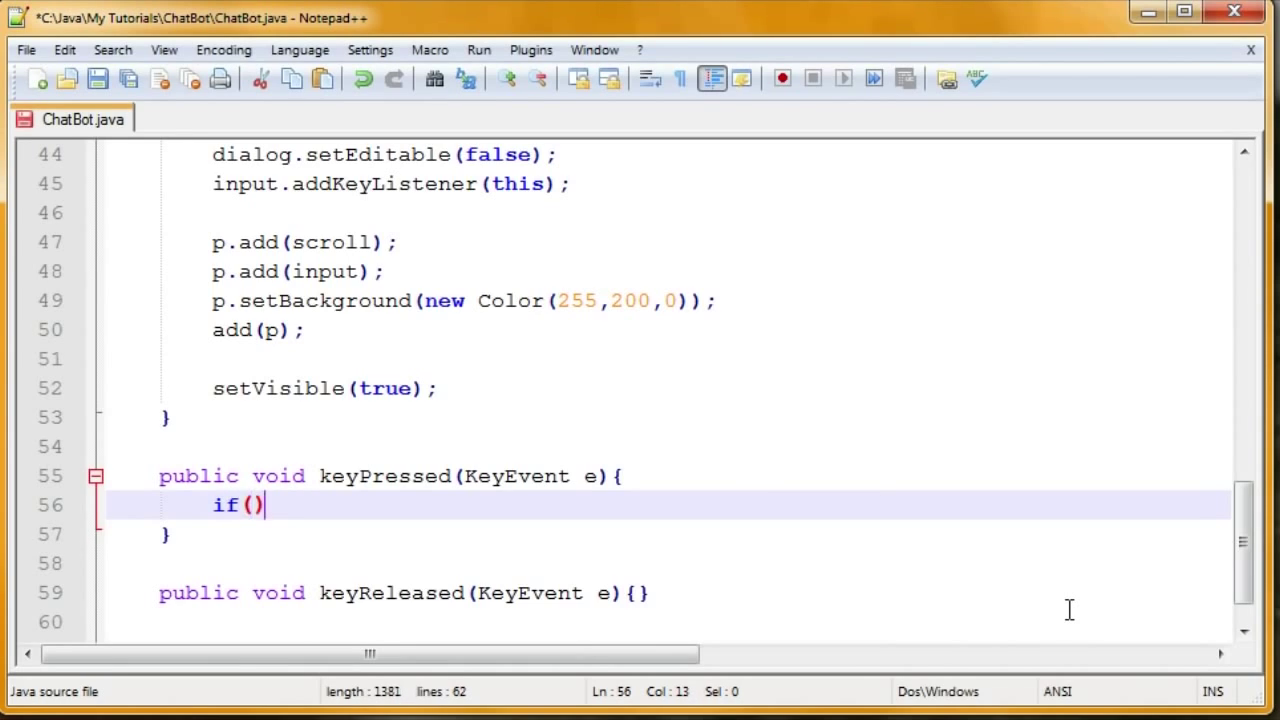 *C:\Java\My Tutorials\ChatBot\ChatBot.java - Notepad++
File Edit Search View Encoding Language Settings Macro Run Plugins Window ? X
ABC
ChatBot.java
44 dialog.setEditable(false);
45 input.addKeyListener(this);
46
47 p.add(scroll);
48 p.add(input);
49 p.setBackground(new Color(255,200,0));
50 add(p);
51
52 setVisible(true);
53 }
54
55 public void keyPressed(KeyEvent e){
56 if()
57 }
58
59 public void keyReleased(KeyEvent e){}
60
Java source file length : 1381 lines : 62 Ln : 56 Col : 13 Sel : 0 Dos\Windows ANSI INS